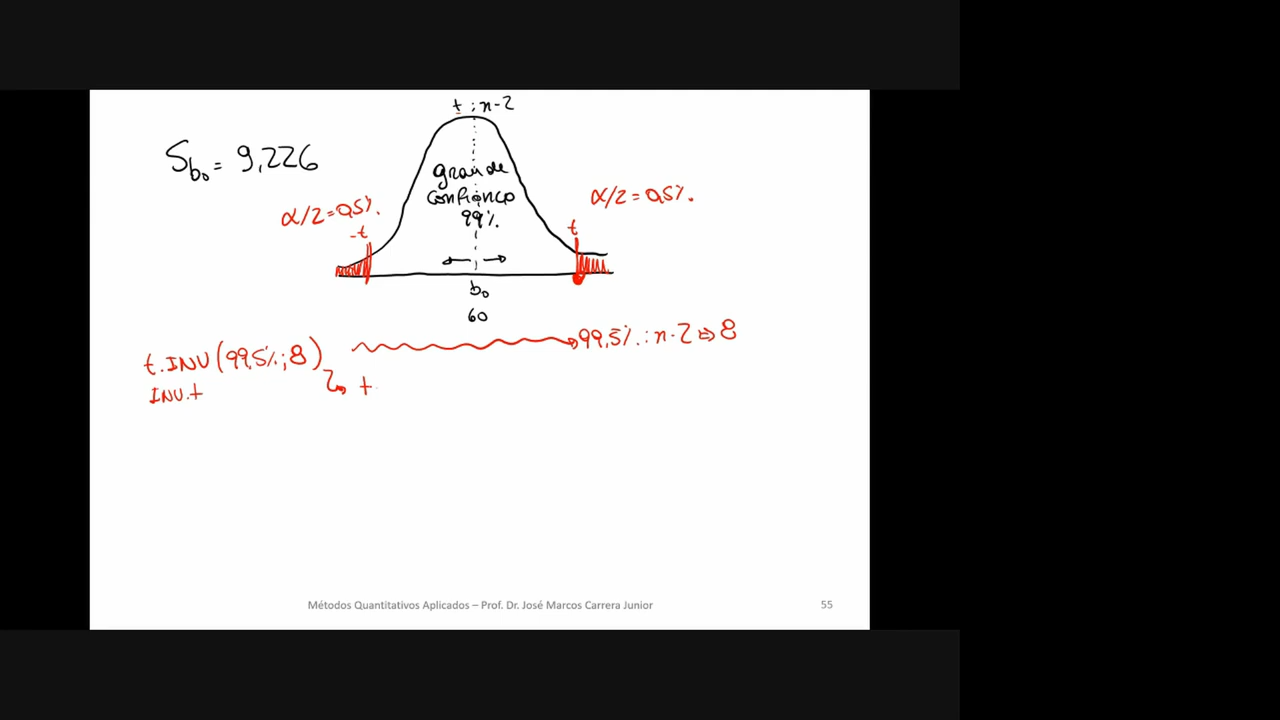 t ; n-2
Sb₀ = 9,226
grau de
confiança
99%
α/2 = 0,5%.
α/2 = 0,5%.
-t
t
b₀
60
99,5% ; n-2 ⇒ 8
t.INV(99,5%;8)
INV.t
t
Métodos Quantitativos Aplicados – Prof. Dr. José Marcos Carrera Junior
55